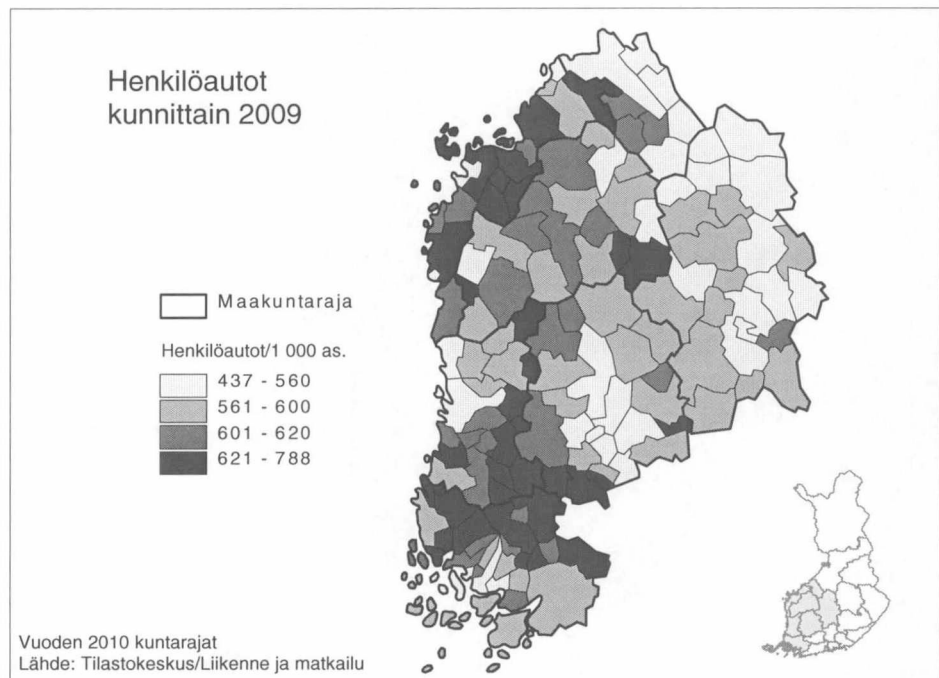 Henkilöautot
kunnittain 2009
Maakuntaraja
Henkilöautot/1 000 as.
437 - 560
561 - 600
601 - 620
621 - 788
Vuoden 2010 kuntarajat
Lähde: Tilastokeskus/Liikenne ja matkailu